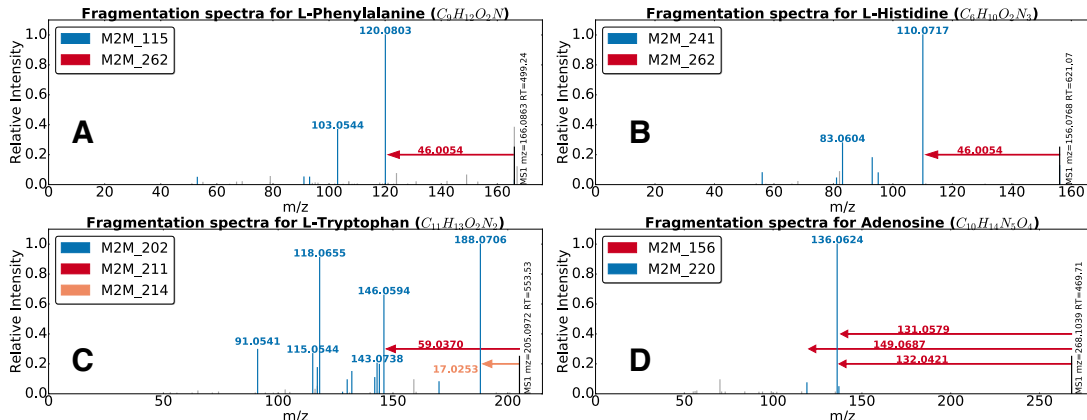 Fragmentation spectra for L-Phenylalanine (C₉H₁₂O₂N)
M2M_115
M2M_262
120.0803
103.0544
46.0054
A
MS1 mz=166.0863 RT=499.24
Relative Intensity
0.0
0.2
0.4
0.6
0.8
1.0
0 20 40 60 80 100 120 140 160
m/z
Fragmentation spectra for L-Histidine (C₆H₁₀O₂N₃)
M2M_241
M2M_262
110.0717
83.0604
46.0054
B
MS1 mz=156.0768 RT=621.07
Relative Intensity
0.0
0.2
0.4
0.6
0.8
1.0
0 20 40 60 80 100 120 140 160
m/z
Fragmentation spectra for L-Tryptophan (C₁₁H₁₃O₂N₂)
M2M_202
M2M_211
M2M_214
188.0706
118.0655
146.0594
91.0541
115.0544
143.0738
59.0370
17.0253
C
MS1 mz=205.0972 RT=553.53
Relative Intensity
0.0
0.2
0.4
0.6
0.8
1.0
0 50 100 150 200
m/z
Fragmentation spectra for Adenosine (C₁₀H₁₄N₅O₄)
M2M_156
M2M_220
136.0624
131.0579
149.0687
132.0421
D
MS1 mz=268.1039 RT=469.71
Relative Intensity
0.0
0.2
0.4
0.6
0.8
1.0
0 50 100 150 200 250
m/z